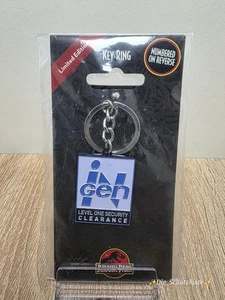 Limited Edition
KEY RING
NUMBERED
ON REVERSE
iN
Gen
LEVEL ONE SECURITY
CLEARANCE
JURASSIC PARK